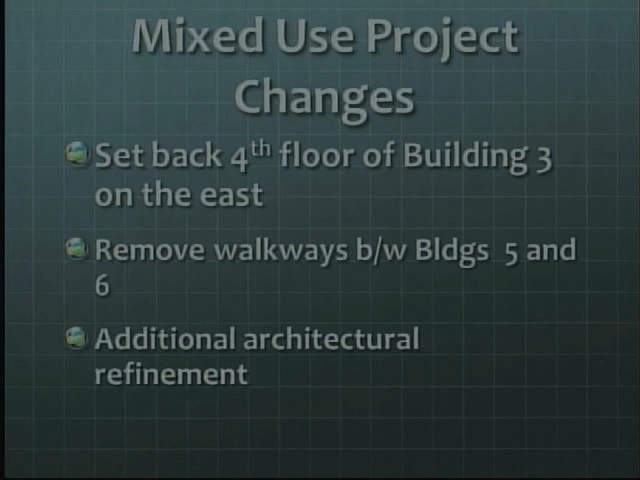 Mixed Use Project
Changes
Set back 4th floor of Building 3
on the east
Remove walkways b/w Bldgs 5 and
6
Additional architectural
refinement